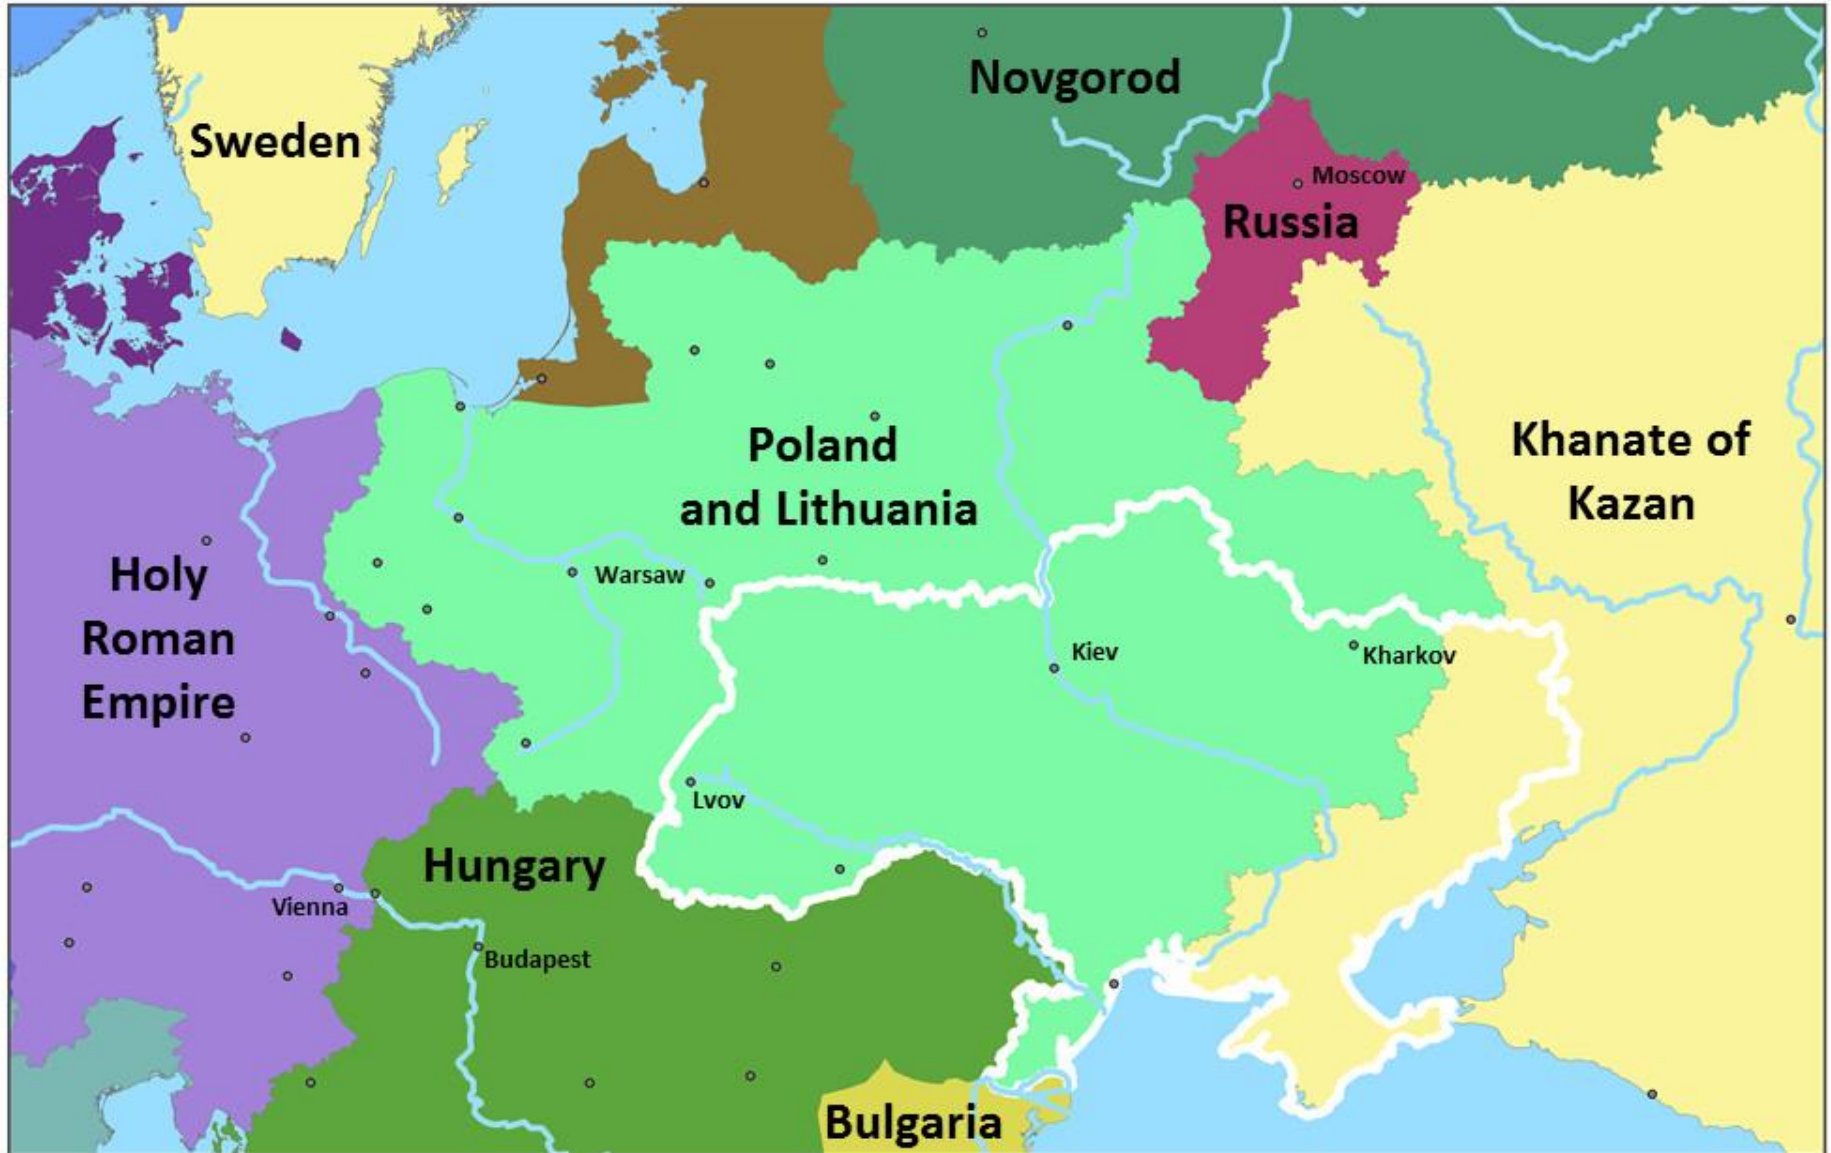 Novgorod
Sweden
Moscow
Russia
Poland
and Lithuania
Khanate of
Kazan
Holy
Roman
Empire
Warsaw
Kiev
Kharkov
Lvov
Hungary
Vienna
Budapest
Bulgaria